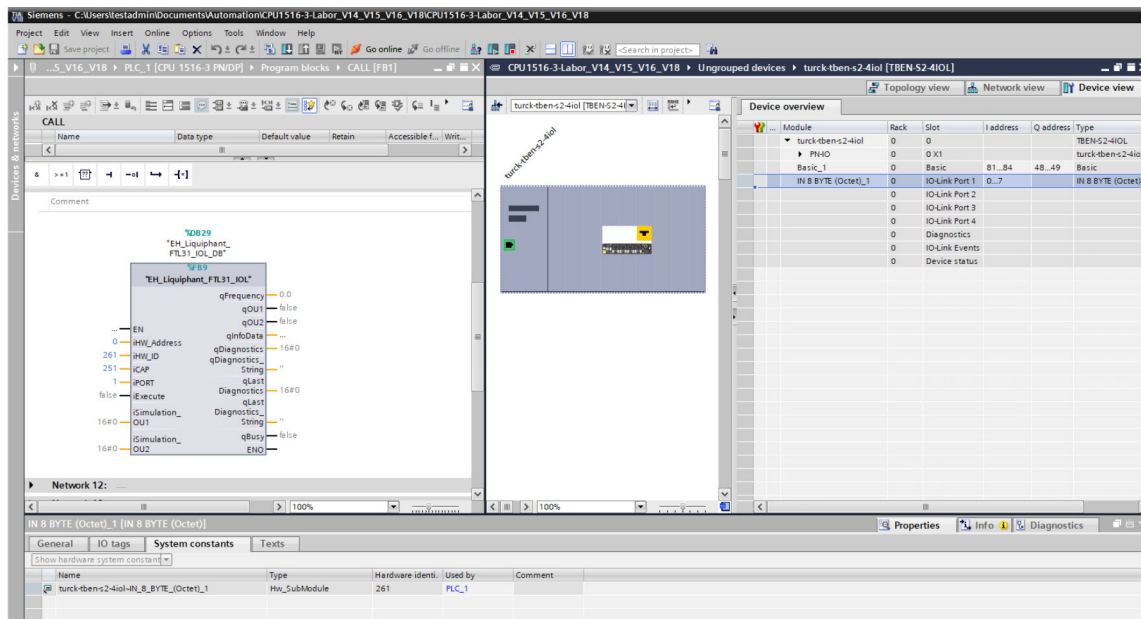 Siemens - C:\Users\testadmin\Documents\Automation\CPU1516-3-Labor_V14_V15_V16_V18\CPU1516-3-Labor_V14_V15_V16_V18
Project Edit View Insert Online Options Tools Window Help
Save project Go online Go offline <Search in project>
...5_V16_V18 PLC_1 [CPU 1516-3 PN/DP] Program blocks CALL [FB1]
CPU1516-3-Labor_V14_V15_V16_V18 Ungrouped devices turck-tben-s2-4iol [TBEN-S2-4IOL]
Topology view Network view Device view
Devices & networks
CALL
Name Data type Default value Retain Accessible f... Writ...
& >=1 ??
Comment
%DB29
"EH_Liquiphant_
FTL31_IOL_DB"
%FB9
"EH_Liquiphant_FTL31_IOL"
qFrequency 0.0
qOU1 false
qOU2 false
... EN
qInfoData ...
0 iHW_Address
qDiagnostics 16#0
261 iHW_ID
qDiagnostics_
String ''
251 iCAP
1 iPORT
qLast
Diagnostics 16#0
false iExecute
qLast
Diagnostics_
String ''
iSimulation_
16#0 OU1
qBusy false
iSimulation_
16#0 OU2
ENO
Network 12: .....
100%
turck-tben-s2-4iol [TBEN-S2-4I
turck-tben-s2-4iol
100%
Device overview
... Module Rack Slot I address Q address Type
turck-tben-s2-4iol 0 0 TBEN-S2-4IOL
PN-IO 0 0 X1 turck-tben-s2-4io
Basic_1 0 Basic 81...84 48...49 Basic
IN 8 BYTE (Octet)_1 0 IO-Link Port 1 0...7 IN 8 BYTE (Octet)
0 IO-Link Port 2
0 IO-Link Port 3
0 IO-Link Port 4
0 Diagnostics
0 IO-Link Events
0 Device status
IN 8 BYTE (Octet)_1 [IN 8 BYTE (Octet)]
Properties Info Diagnostics
General IO tags System constants Texts
Show hardware system constant
Name Type Hardware identi. Used by Comment
turck-tben-s2-4iol~IN_8_BYTE_(Octet)_1 Hw_SubModule 261 PLC_1